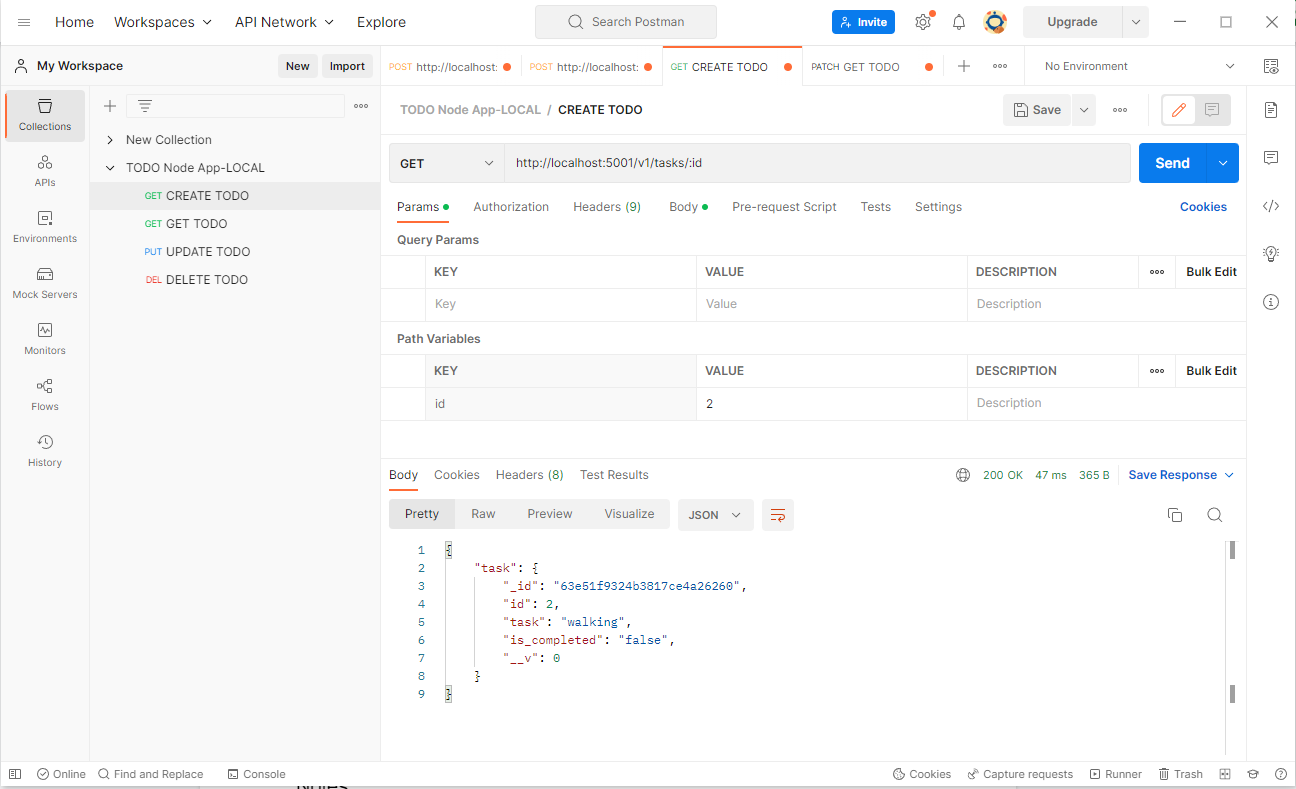 Home Workspaces API Network Explore Search Postman Invite Upgrade
My Workspace New Import POST http://localhost: POST http://localhost: GET CREATE TODO PATCH GET TODO No Environment
Collections
APIs
Environments
Mock Servers
Monitors
Flows
History
New Collection
TODO Node App-LOCAL
GET CREATE TODO
GET GET TODO
PUT UPDATE TODO
DEL DELETE TODO
TODO Node App-LOCAL / CREATE TODO Save
GET http://localhost:5001/v1/tasks/:id Send
Params Authorization Headers (9) Body Pre-request Script Tests Settings Cookies
Query Params
KEY VALUE DESCRIPTION Bulk Edit
Key Value Description
Path Variables
KEY VALUE DESCRIPTION Bulk Edit
id 2 Description
Body Cookies Headers (8) Test Results 200 OK 47 ms 365 B Save Response
Pretty Raw Preview Visualize JSON
1 {
2 "task": {
3 "_id": "63e51f9324b3817ce4a26260",
4 "id": 2,
5 "task": "walking",
6 "is_completed": "false",
7 "__v": 0
8 }
9 }
Online Find and Replace Console Cookies Capture requests Runner Trash